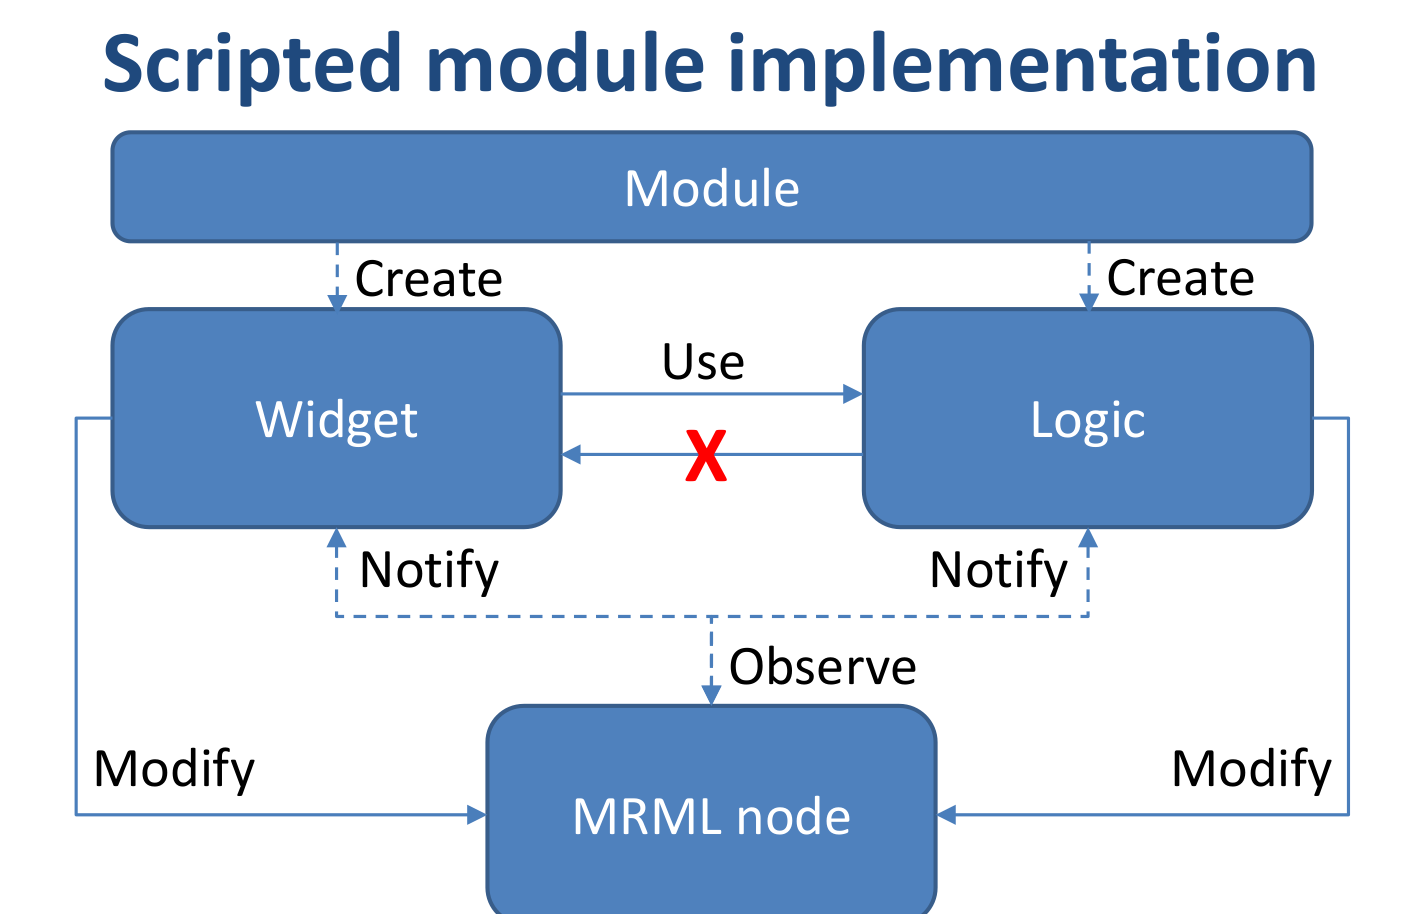 Scripted module implementation
Module
Create
Create
Use
Widget
Logic
X
Notify
Notify
Observe
Modify
Modify
MRML node